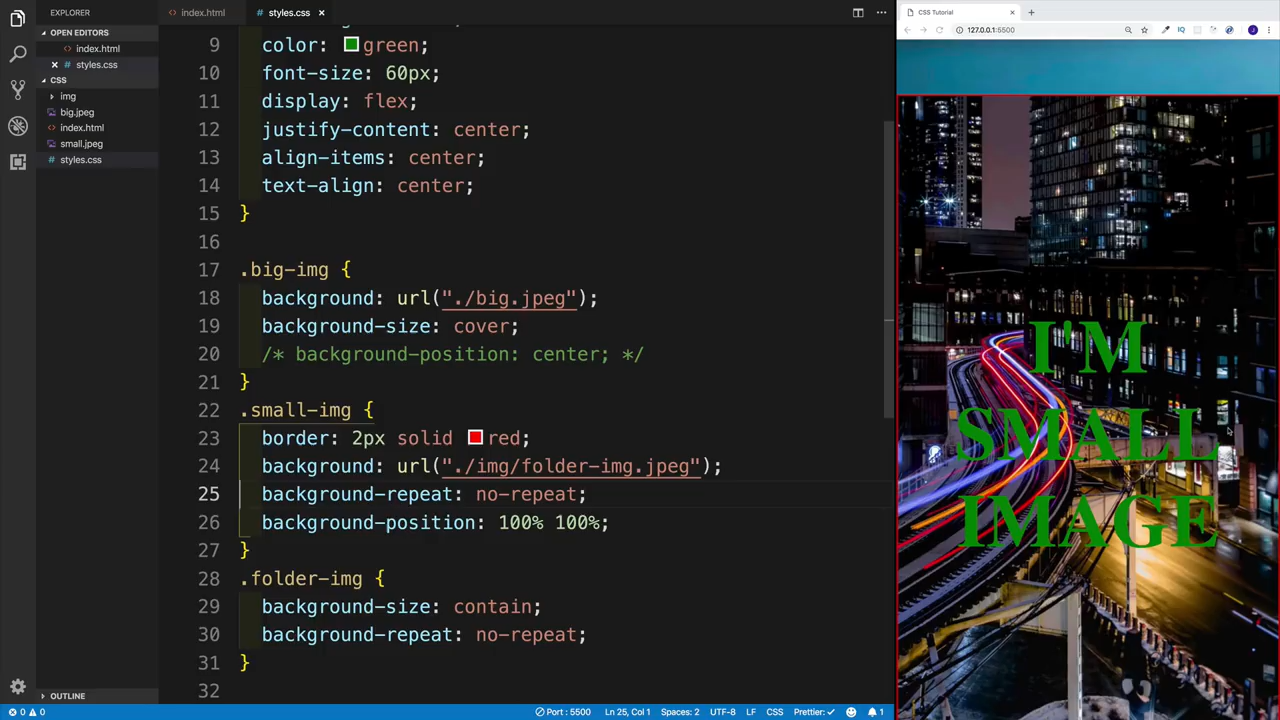 EXPLORER
OPEN EDITORS
index.html
styles.css
CSS
img
big.jpeg
index.html
small.jpeg
styles.css
OUTLINE
index.html
styles.css
9 color: green;
10 font-size: 60px;
11 display: flex;
12 justify-content: center;
13 align-items: center;
14 text-align: center;
15 }
16
17 .big-img {
18 background: url("./big.jpeg");
19 background-size: cover;
20 /* background-position: center; */
21 }
22 .small-img {
23 border: 2px solid red;
24 background: url("./img/folder-img.jpeg");
25 background-repeat: no-repeat;
26 background-position: 100% 100%;
27 }
28 .folder-img {
29 background-size: contain;
30 background-repeat: no-repeat;
31 }
32
CSS Tutorial
127.0.0.1:5500
IQ
J
I'M
SMALL
IMAGE
0 0 Port : 5500 Ln 25, Col 1 Spaces: 2 UTF-8 LF CSS Prettier: 1